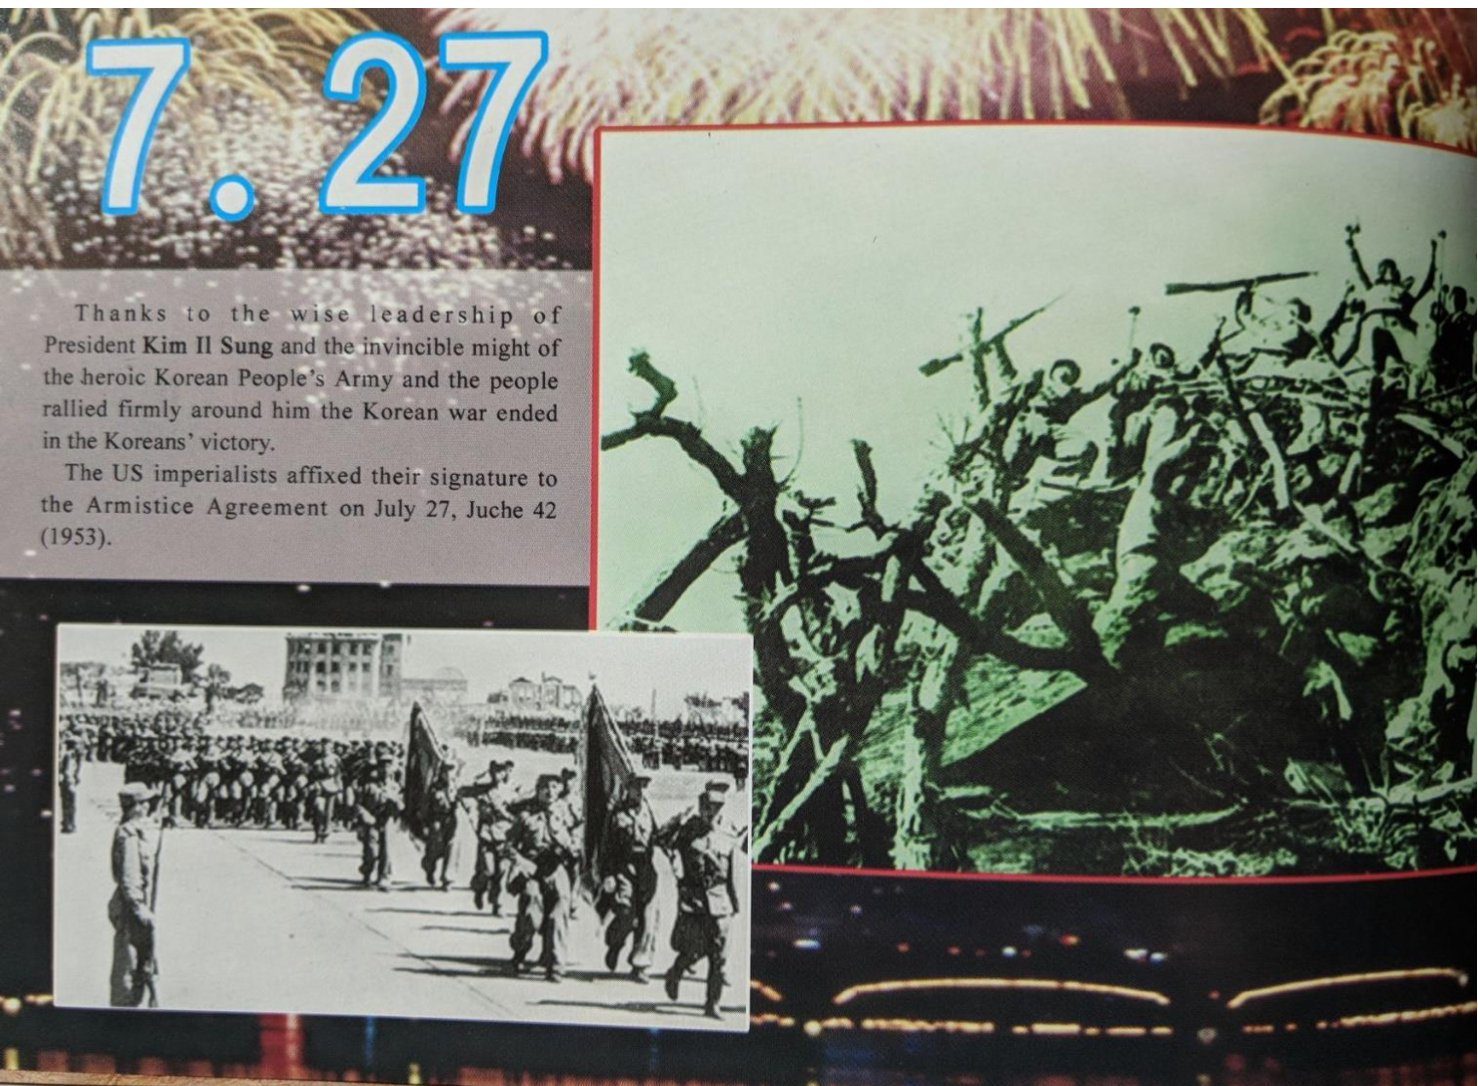 7. 27
Thanks to the wise leadership of
President Kim Il Sung and the invincible might of
the heroic Korean People's Army and the people
rallied firmly around him the Korean war ended
in the Koreans' victory.
The US imperialists affixed their signature to
the Armistice Agreement on July 27, Juche 42
(1953).